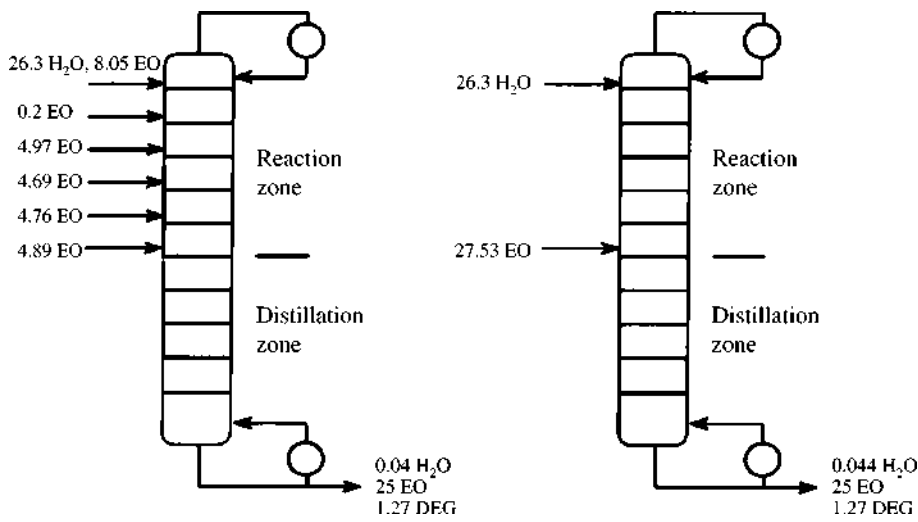 26.3 H₂O, 8.05 EO
0.2 EO
4.97 EO
4.69 EO
4.76 EO
4.89 EO
Reaction
zone
Distillation
zone
0.04 H₂O
25 EO
1.27 DEG
26.3 H₂O
27.53 EO
Reaction
zone
Distillation
zone
0.044 H₂O
25 EO
1.27 DEG